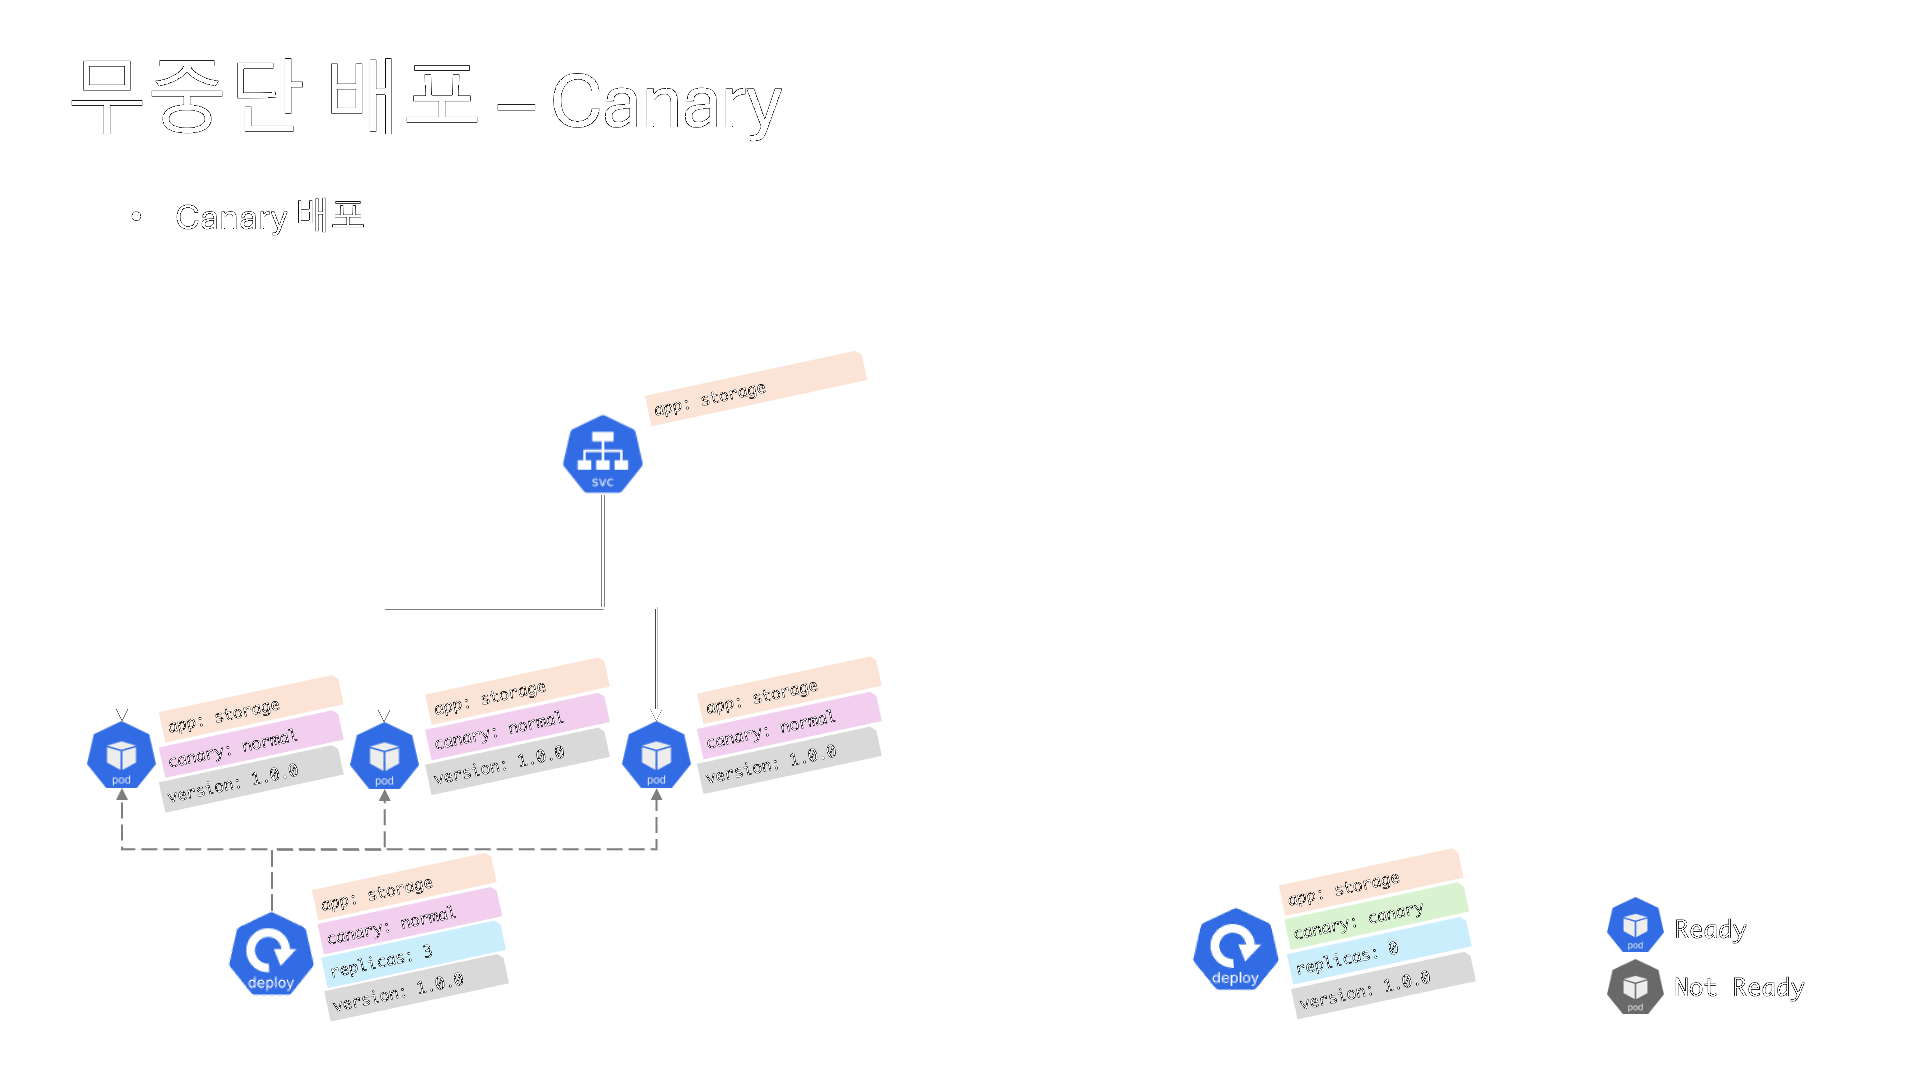 무중단 배포 – Canary
• Canary 배포
app: storage
svc
app: storage
canary: normal
version: 1.0.0
pod
app: storage
canary: normal
version: 1.0.0
pod
app: storage
canary: normal
version: 1.0.0
pod
app: storage
canary: normal
replicas: 3
version: 1.0.0
deploy
app: storage
canary: canary
replicas: 0
version: 1.0.0
deploy
pod
Ready
pod
Not Ready